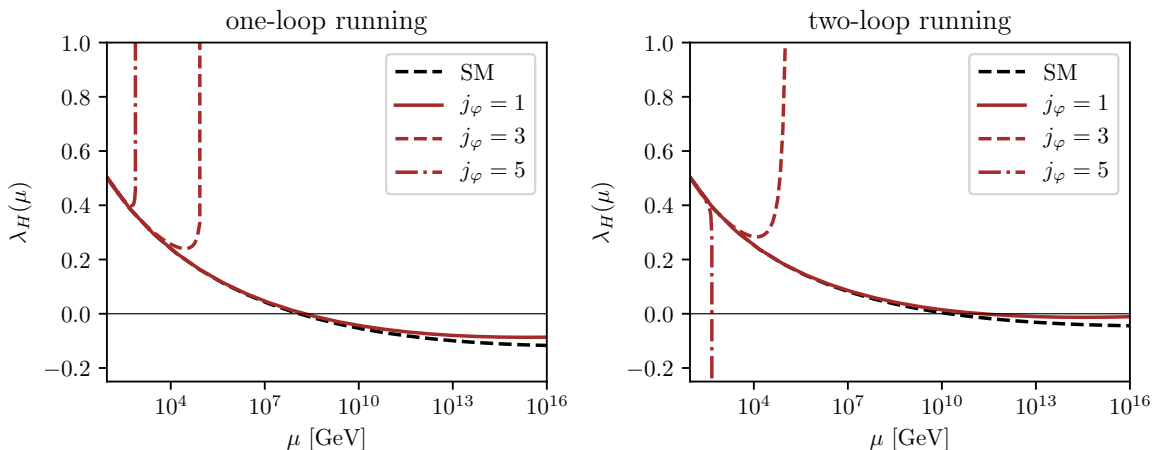 one-loop running
1.0
0.8
0.6
0.4
0.2
0.0
−0.2
λ_H(μ)
10^4
10^7
10^10
10^13
10^16
μ [GeV]
SM
j_φ = 1
j_φ = 3
j_φ = 5
two-loop running
1.0
0.8
0.6
0.4
0.2
0.0
−0.2
λ_H(μ)
10^4
10^7
10^10
10^13
10^16
μ [GeV]
SM
j_φ = 1
j_φ = 3
j_φ = 5